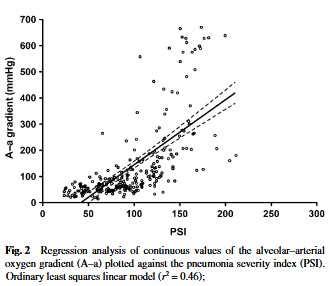 700
600
500
400
300
200
100
0
A–a gradient (mmHg)
0 50 100 150 200 250 300
PSI
Fig. 2 Regression analysis of continuous values of the alveolar–arterial
oxygen gradient (A–a) plotted against the pneumonia severity index (PSI).
Ordinary least squares linear model (r² = 0.46);